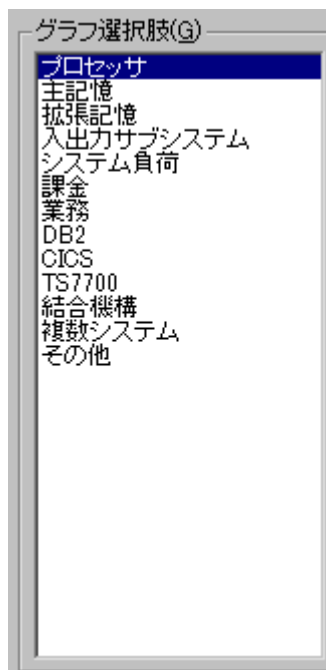 グラフ選択肢(G)
プロセッサ
主記憶
拡張記憶
入出力サブシステム
システム負荷
課金
業務
DB2
CICS
TS7700
結合機構
複数システム
その他